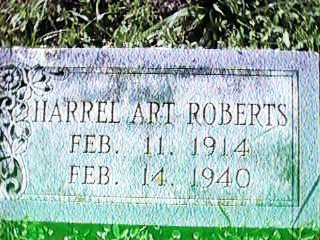 HARREL ART ROBERTS
FEB. 11. 1914
FEB. 14. 1940